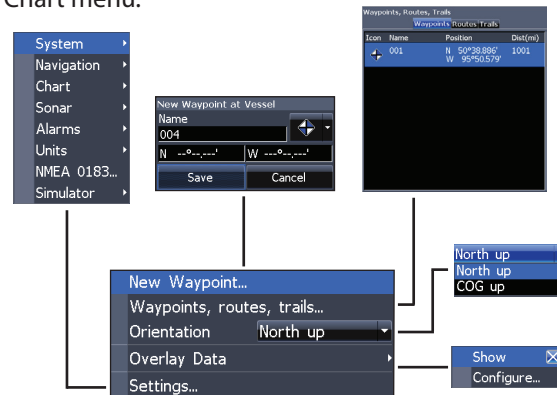 Chart menu.
System
Navigation
Chart
Sonar
Alarms
Units
NMEA 0183...
Simulator
New Waypoint at Vessel
Name
004
N --°--.---' W ---°--.---'
Save Cancel
Waypoints, Routes, Trails
Waypoints Routes Trails
Icon Name Position Dist(mi)
001 N 50°38.886' 1001
W 95°50.579'
New Waypoint...
Waypoints, routes, trails...
Orientation North up
Overlay Data
Settings...
North up
North up
COG up
Show
Configure...